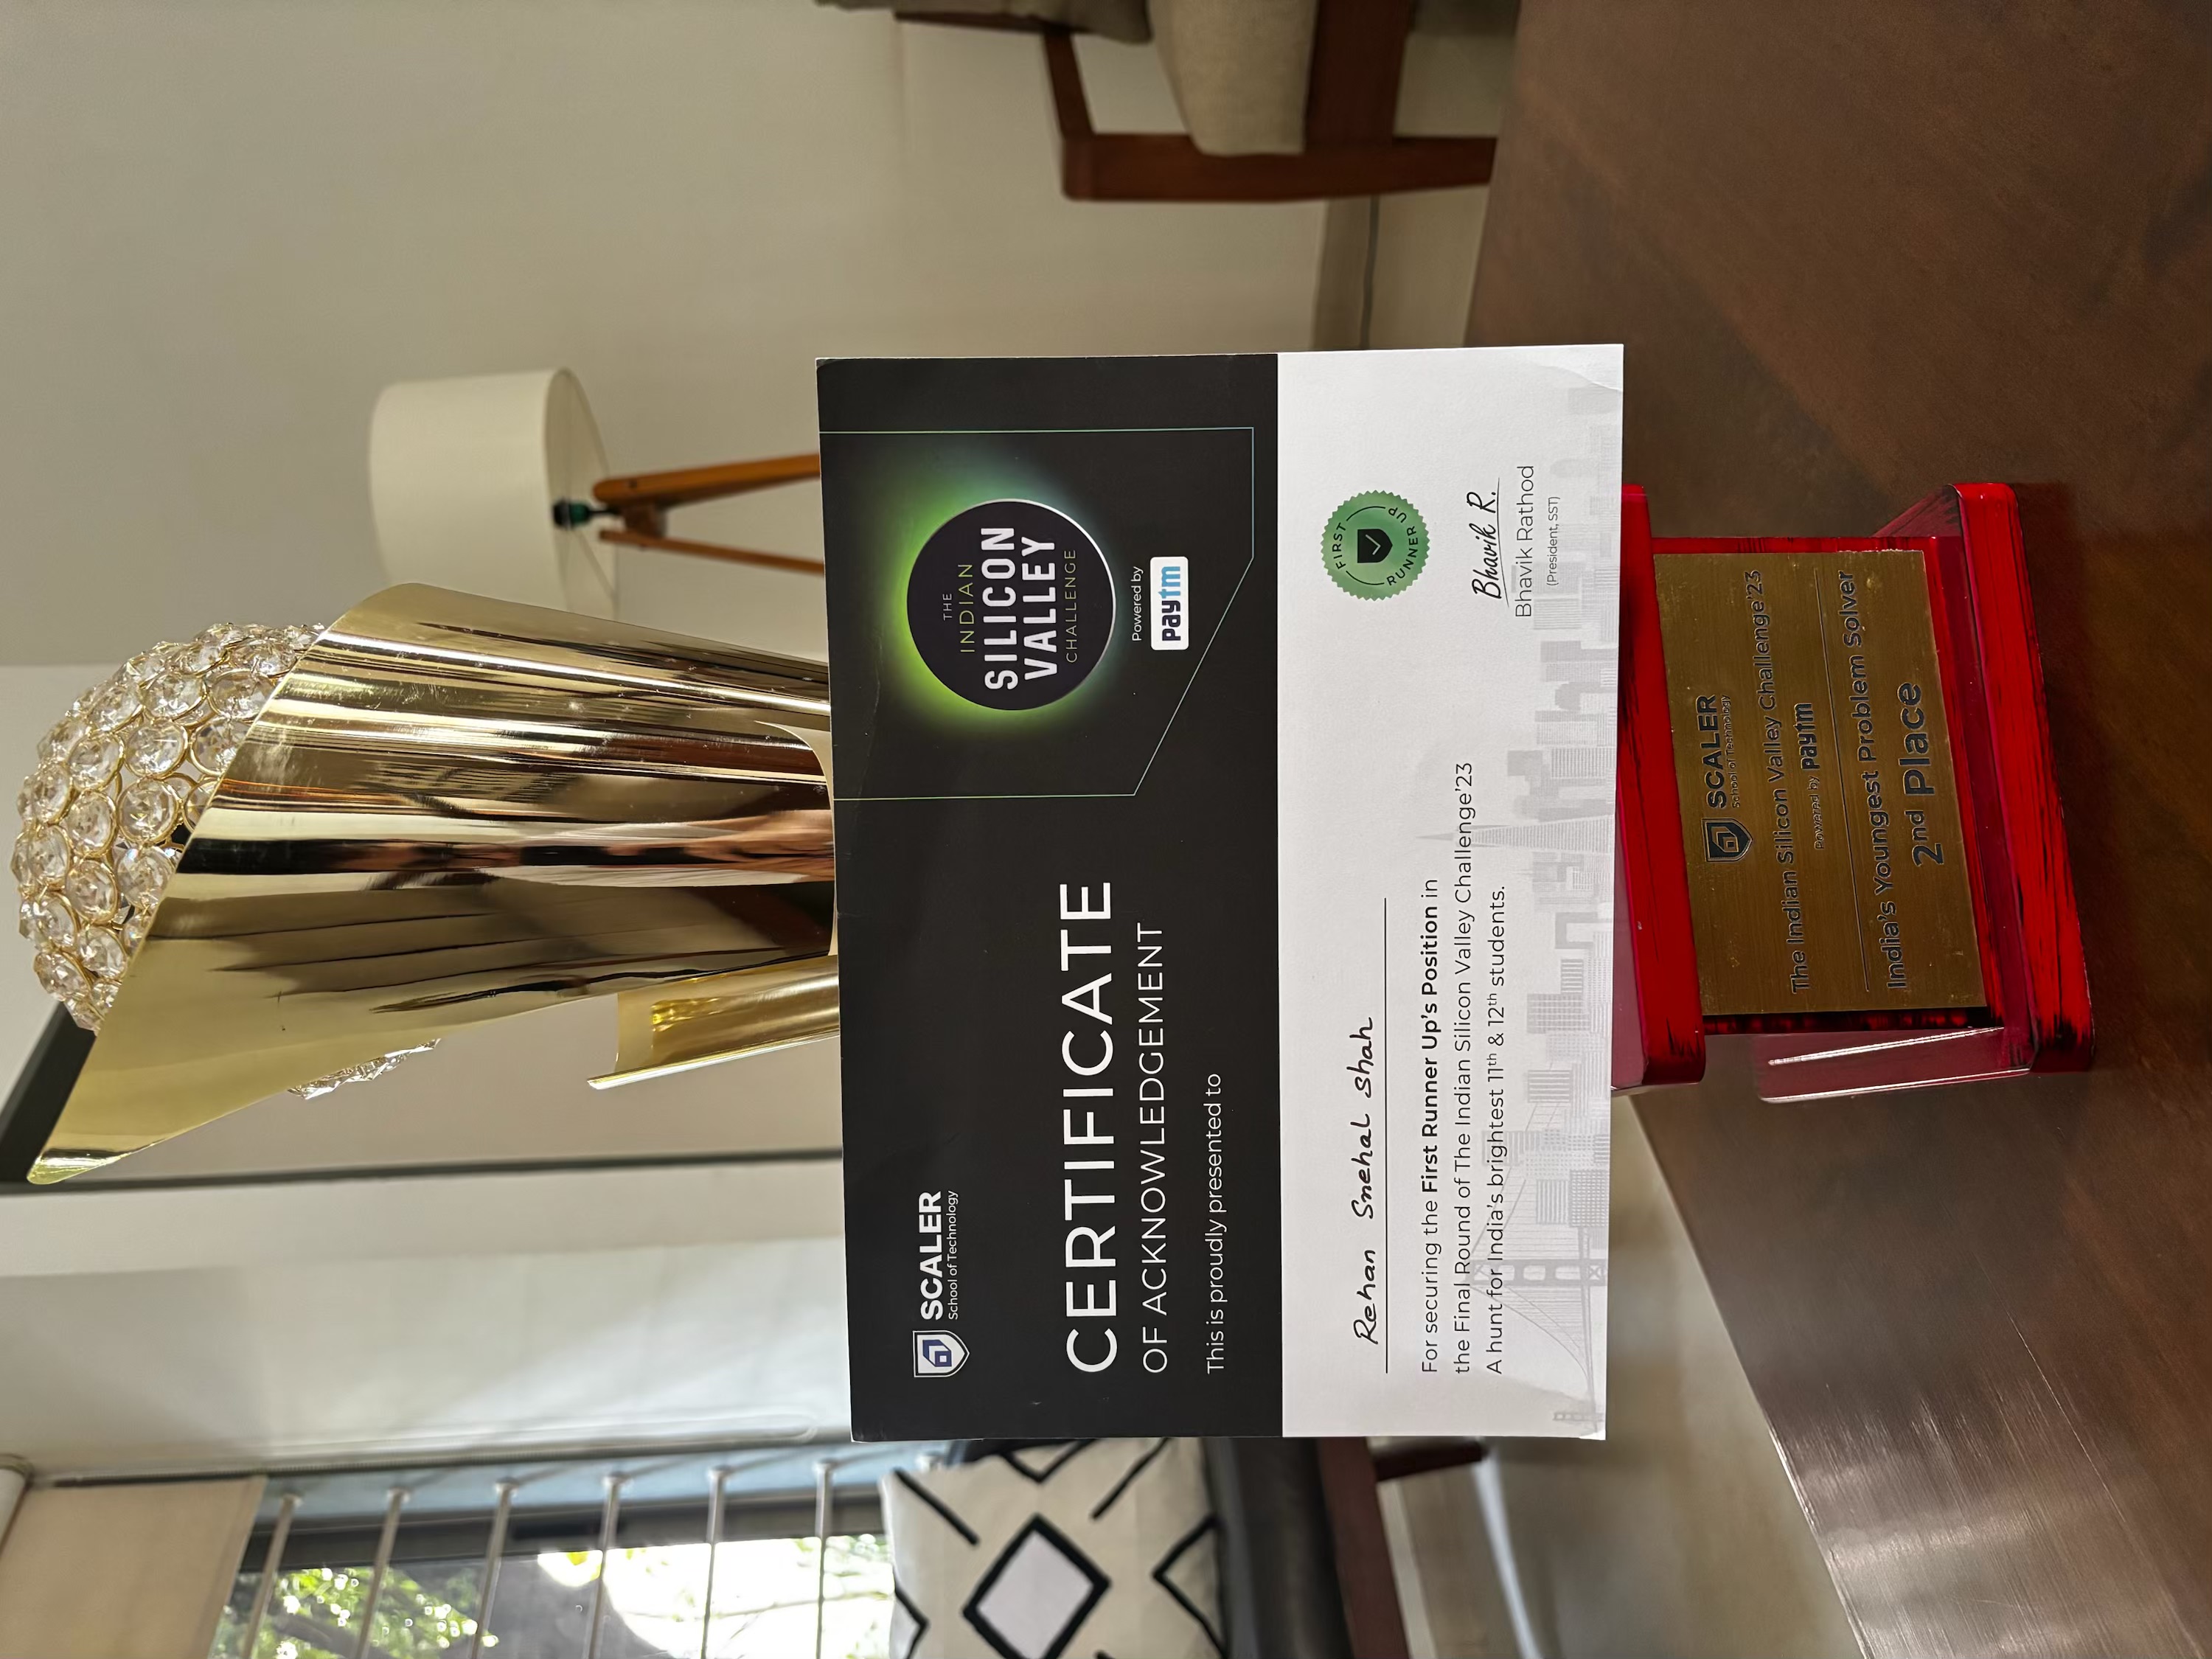 SCALER
School of Technology
THE
INDIAN
SILICON
VALLEY
CHALLENGE
Powered by
Paytm
CERTIFICATE
OF ACKNOWLEDGEMENT
This is proudly presented to
Rehan Snehal Shah
For securing the First Runner Up's Position in
the Final Round of The Indian Silicon Valley Challenge'23
A hunt for India's brightest 11th & 12th students.
FIRST
RUNNER UP
Bhavik R.
Bhavik Rathod
(President, SST)
SCALER
School of Technology
The Indian Silicon Valley Challenge'23
Powered by Paytm
India's Youngest Problem Solver
2nd Place